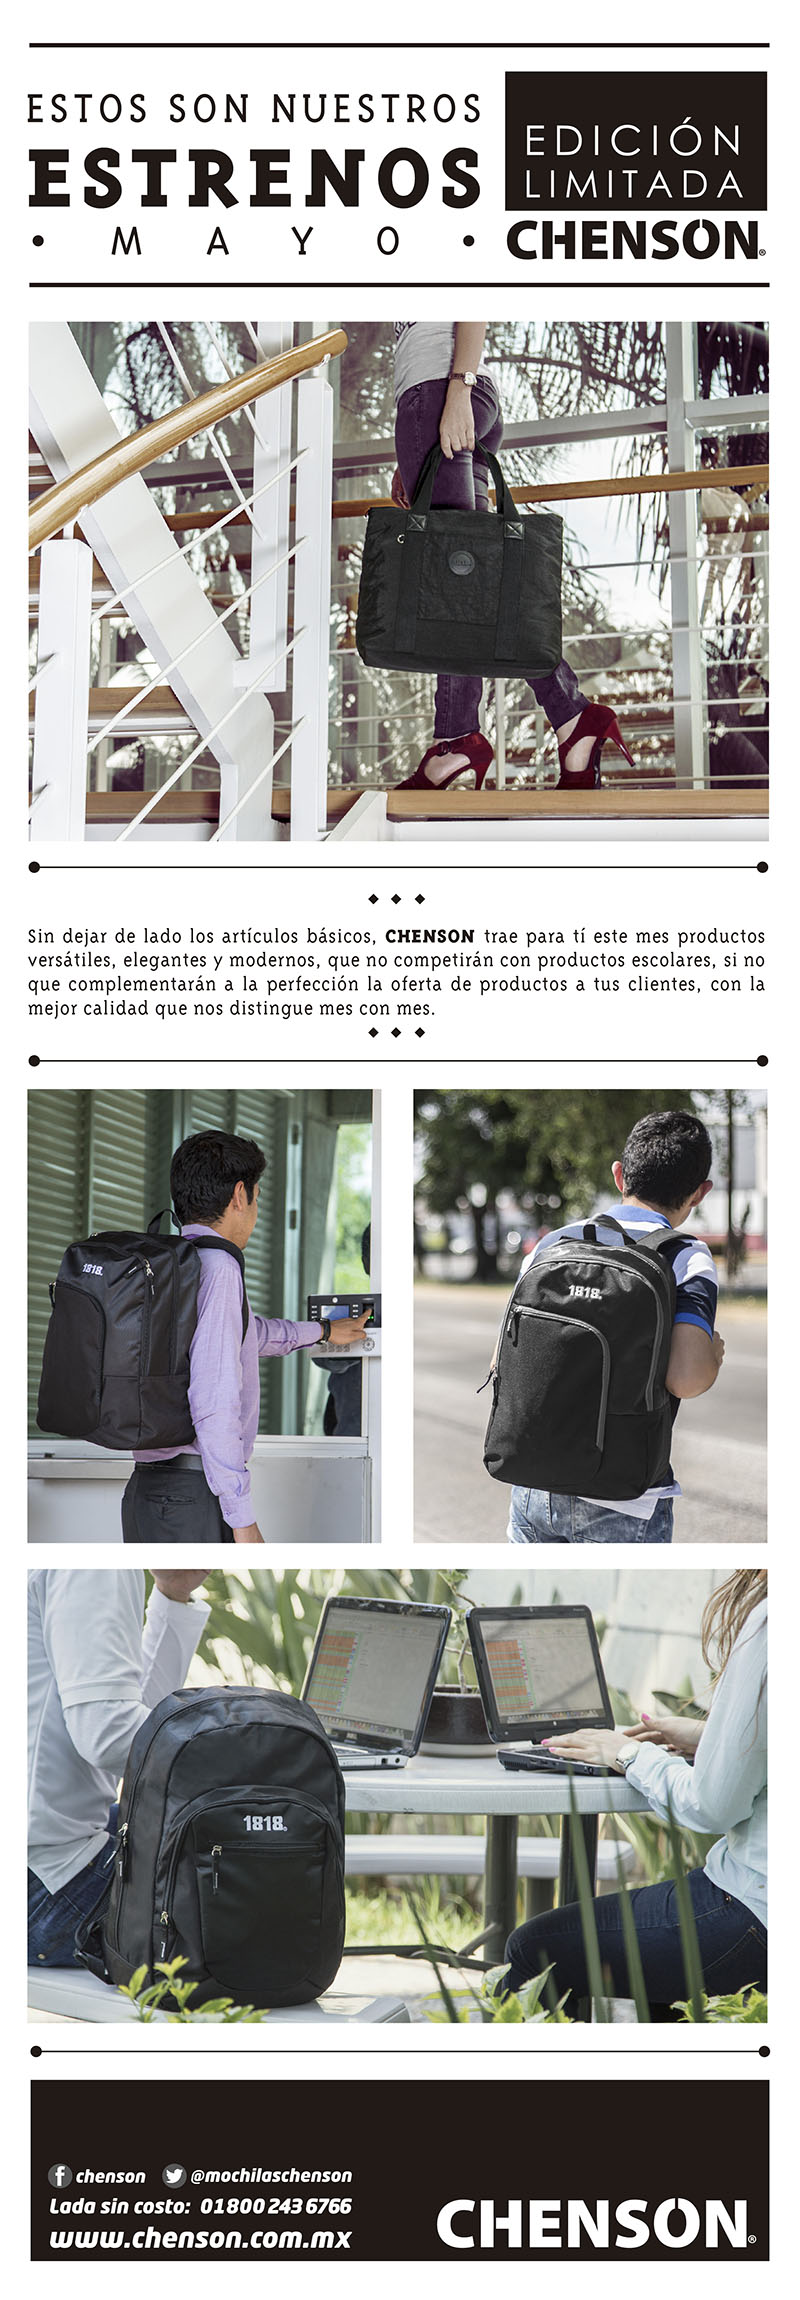 ESTOS SON NUESTROS
ESTRENOS
• M A Y O •
EDICIÓN
LIMITADA
CHENSON®
Sin dejar de lado los artículos básicos, CHENSON trae para tí este mes productos
versátiles, elegantes y modernos, que no competirán con productos escolares, si no
que complementarán a la perfección la oferta de productos a tus clientes, con la
mejor calidad que nos distingue mes con mes.
1818
1818
1818
chenson @mochilaschenson
Lada sin costo: 01 800 243 6766
www.chenson.com.mx
CHENSON®